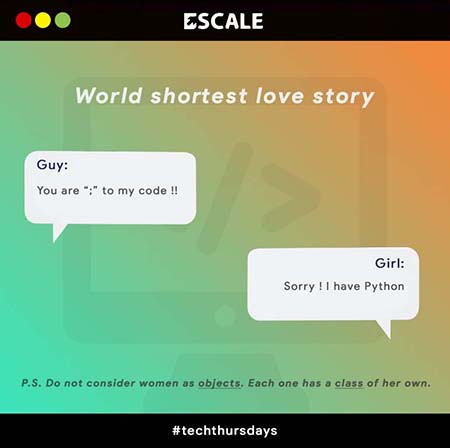 ESCALE
World shortest love story
Guy:
You are “;” to my code !!
Girl:
Sorry ! I have Python
</>
P.S. Do not consider women as objects. Each one has a class of her own.
#techthursdays